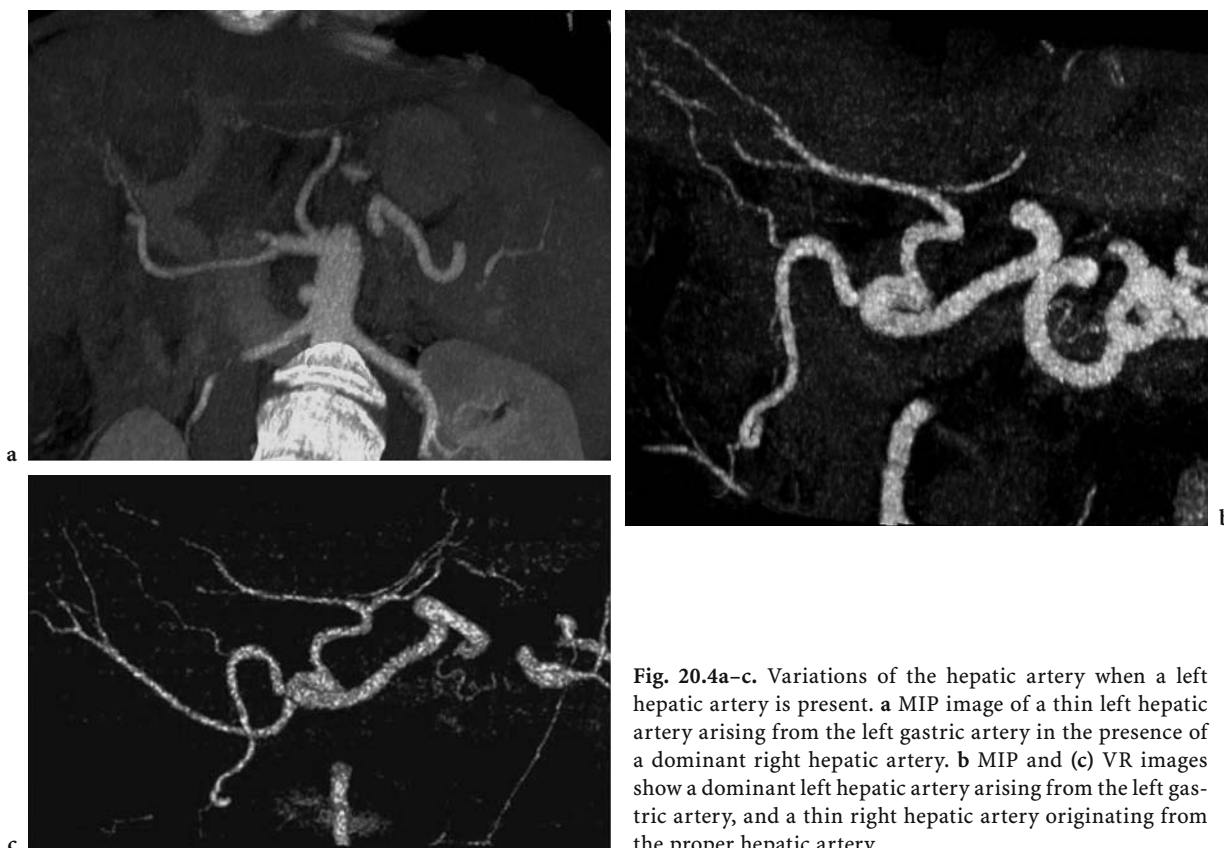 a
b
c
Fig. 20.4a–c. Variations of the hepatic artery when a left
hepatic artery is present. a MIP image of a thin left hepatic
artery arising from the left gastric artery in the presence of
a dominant right hepatic artery. b MIP and (c) VR images
show a dominant left hepatic artery arising from the left gas-
tric artery, and a thin right hepatic artery originating from
the proper hepatic artery